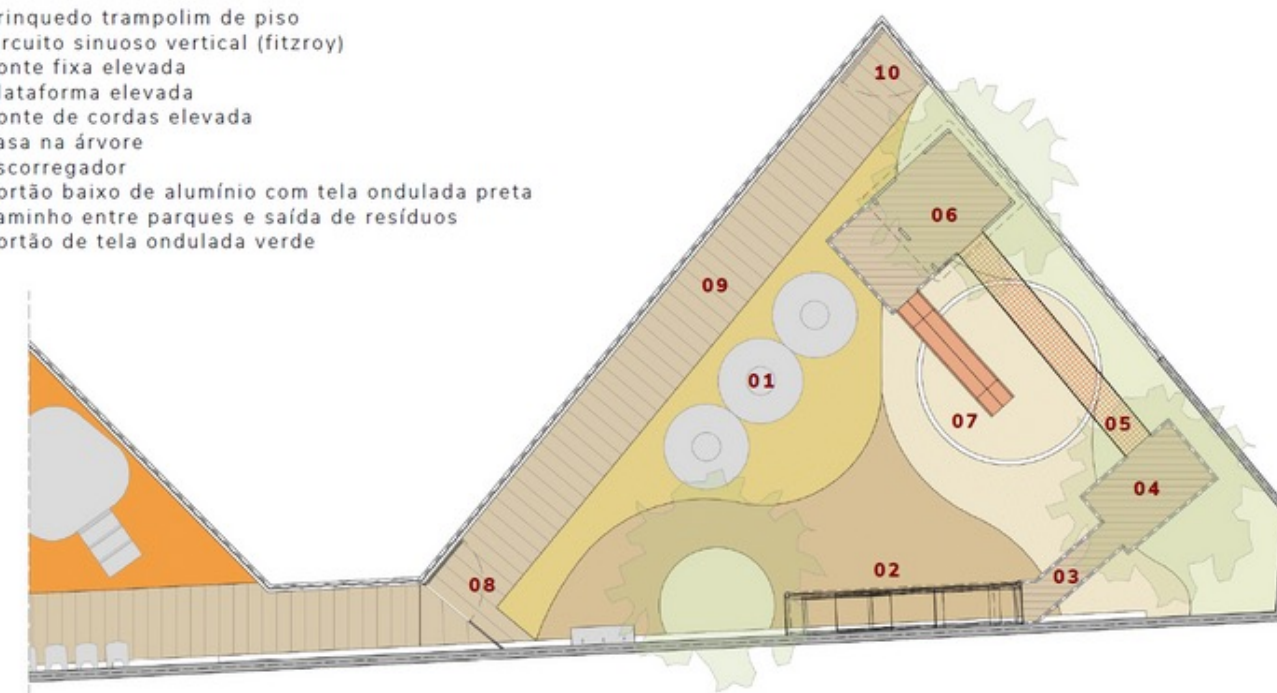 rinquedo trampolim de piso
rcuito sinuoso vertical (fitzroy)
onte fixa elevada
lataforma elevada
onte de cordas elevada
asa na árvore
scorregador
ortão baixo de alumínio com tela ondulada preta
aminho entre parques e saída de resíduos
ortão de tela ondulada verde
10
06
09
01
07
05
04
02
08
03